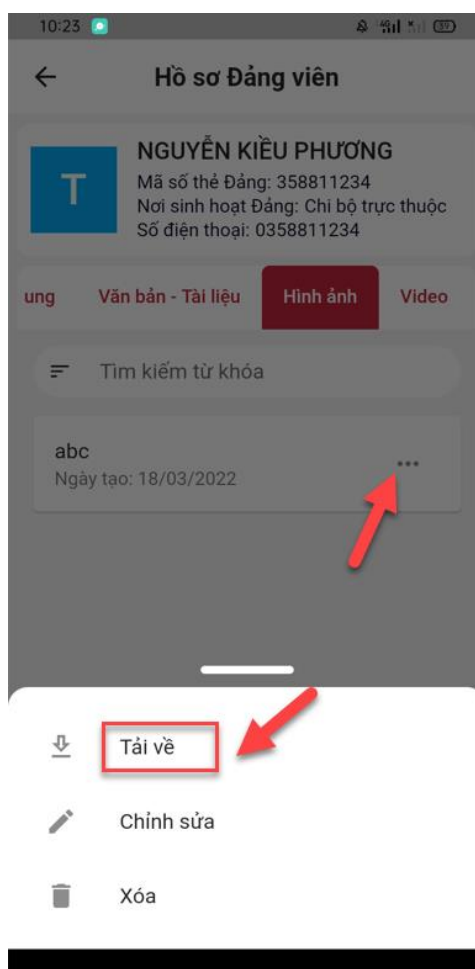 10:23
Hồ sơ Đảng viên
T
NGUYỄN KIỀU PHƯƠNG
Mã số thẻ Đảng: 358811234
Nơi sinh hoạt Đảng: Chi bộ trực thuộc
Số điện thoại: 0358811234
ung Văn bản - Tài liệu Hình ảnh Video
Tìm kiếm từ khóa
abc
Ngày tạo: 18/03/2022
Tải về
Chỉnh sửa
Xóa